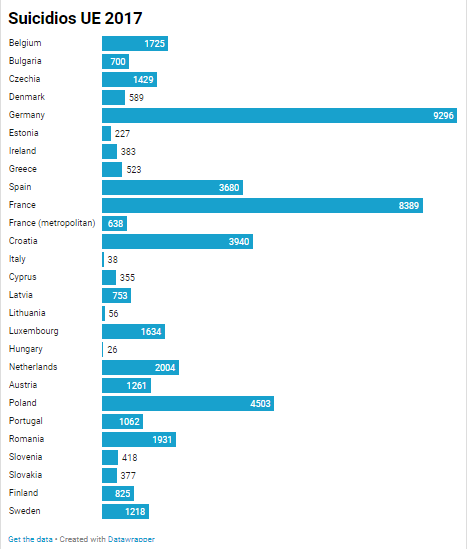 Suicidios UE 2017
Belgium 1725
Bulgaria 700
Czechia 1429
Denmark 589
Germany 9296
Estonia 227
Ireland 383
Greece 523
Spain 3680
France 8389
France (metropolitan) 638
Croatia 3940
Italy 38
Cyprus 355
Latvia 753
Lithuania 56
Luxembourg 1634
Hungary 26
Netherlands 2004
Austria 1261
Poland 4503
Portugal 1062
Romania 1931
Slovenia 418
Slovakia 377
Finland 825
Sweden 1218
Get the data • Created with Datawrapper